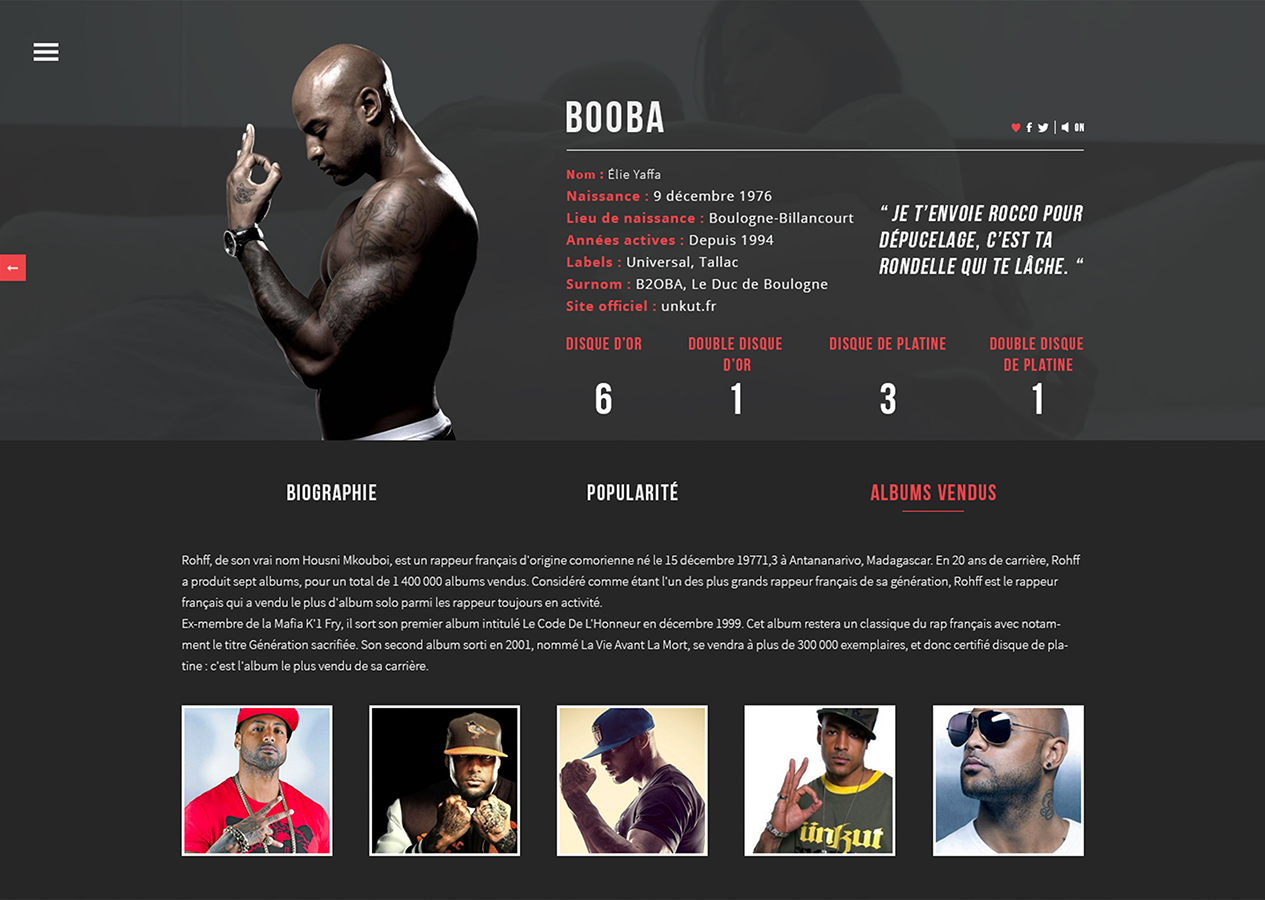 BOOBA
ON
Nom : Élie Yaffa
Naissance : 9 décembre 1976
Lieu de naissance : Boulogne-Billancourt
Années actives : Depuis 1994
Labels : Universal, Tallac
Surnom : B2OBA, Le Duc de Boulogne
Site officiel : unkut.fr
“ JE T’ENVOIE ROCCO POUR
DÉPUCELAGE, C’EST TA
RONDELLE QUI TE LÂCHE. “
DISQUE D’OR
6
DOUBLE DISQUE
D’OR
1
DISQUE DE PLATINE
3
DOUBLE DISQUE
DE PLATINE
1
BIOGRAPHIE
POPULARITÉ
ALBUMS VENDUS
Rohff, de son vrai nom Housni Mkouboi, est un rappeur français d'origine comorienne né le 15 décembre 19771,3 à Antananarivo, Madagascar. En 20 ans de carrière, Rohff
a produit sept albums, pour un total de 1 400 000 albums vendus. Considéré comme étant l'un des plus grands rappeur français de sa génération, Rohff est le rappeur
français qui a vendu le plus d'album solo parmi les rappeur toujours en activité.
Ex-membre de la Mafia K'1 Fry, il sort son premier album intitulé Le Code De L'Honneur en décembre 1999. Cet album restera un classique du rap français avec notam-
ment le titre Génération sacrifiée. Son second album sorti en 2001, nommé La Vie Avant La Mort, se vendra à plus de 300 000 exemplaires, et donc certifié disque de pla-
tine : c'est l'album le plus vendu de sa carrière.
ünkut